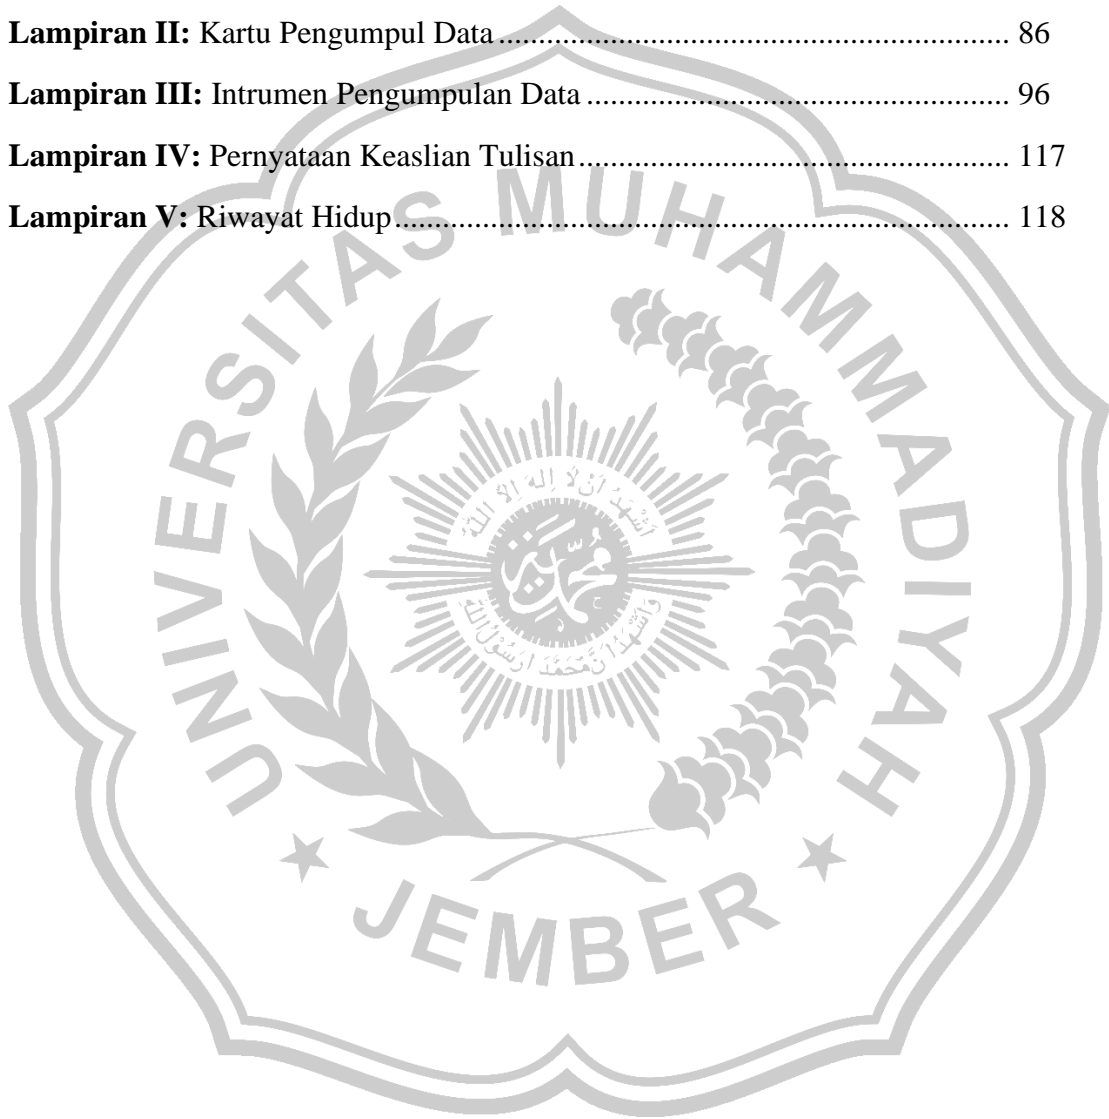 Lampiran II: Kartu Pengumpul Data ................................................................ 86
Lampiran III: Intrumen Pengumpulan Data ..................................................... 96
Lampiran IV: Pernyataan Keaslian Tulisan ...................................................... 117
Lampiran V: Riwayat Hidup ............................................................................. 118
UNIVERSITAS MUHAMMADIYAH
JEMBER